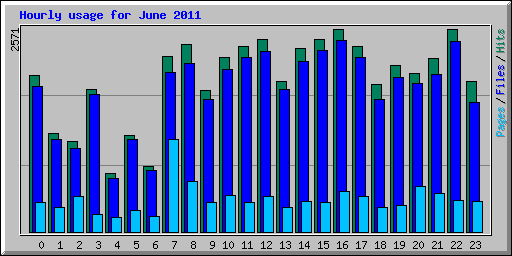 Hourly usage for June 2011
2571
Pages/Files/Hits
0 1 2 3 4 5 6 7 8 9 10 11 12 13 14 15 16 17 18 19 20 21 22 23